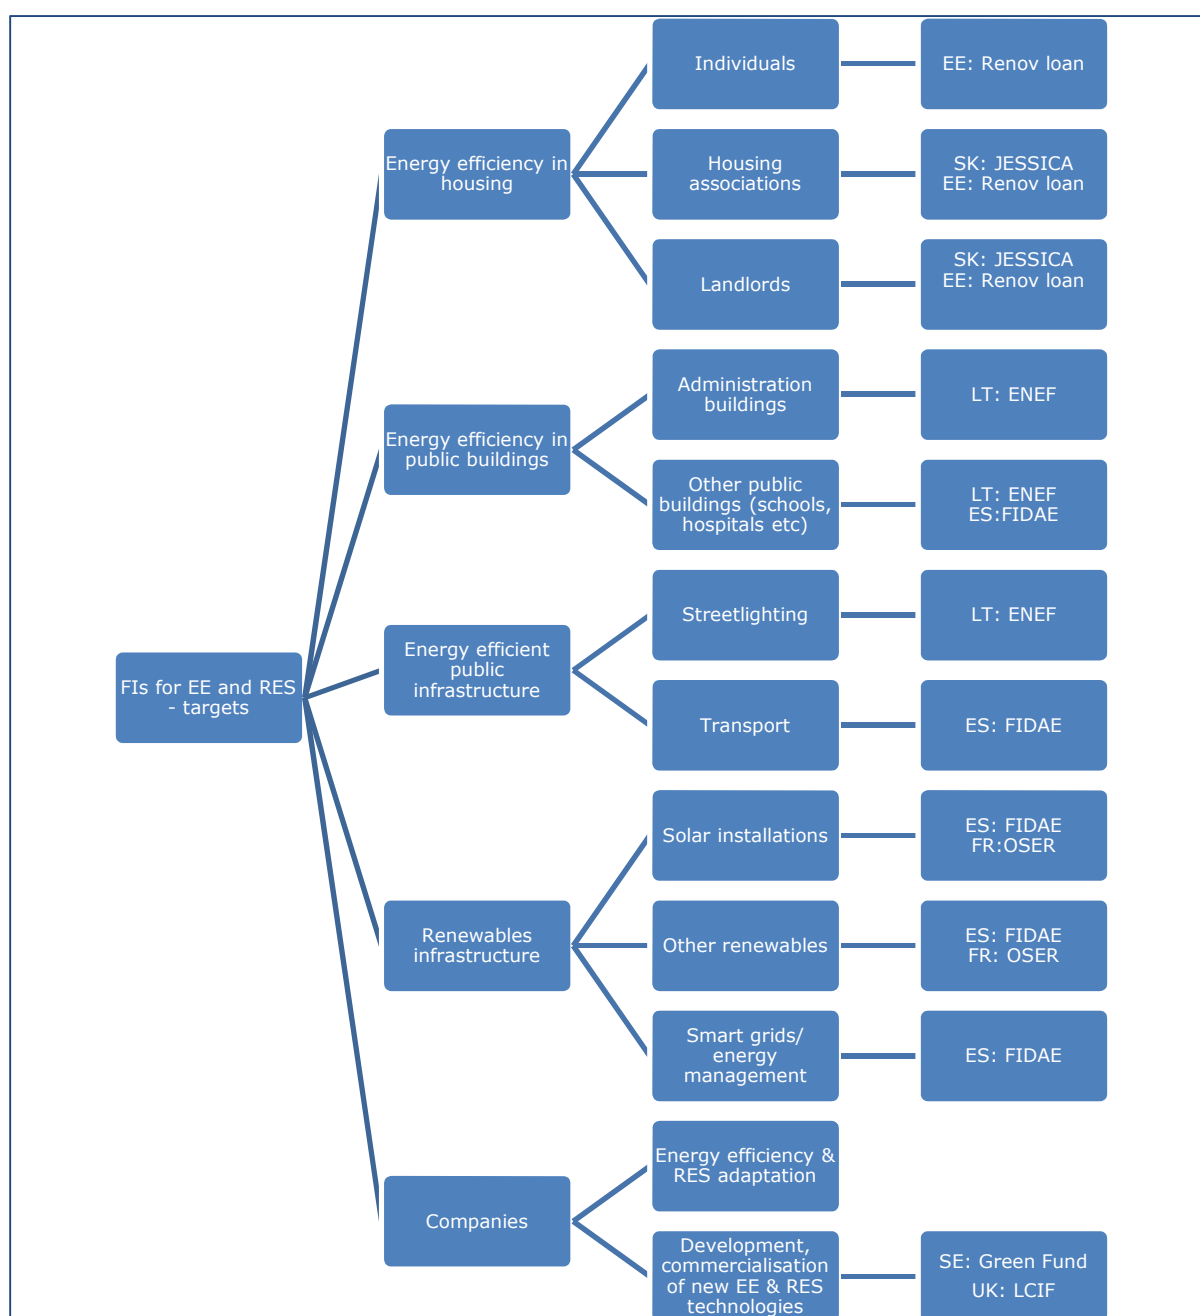 FIs for EE and RES
- targets
Energy efficiency in
housing
Individuals
EE: Renov loan
Housing
associations
SK: JESSICA
EE: Renov loan
Landlords
SK: JESSICA
EE: Renov loan
Energy efficiency in
public buildings
Administration
buildings
LT: ENEF
Other public
buildings (schools,
hospitals etc)
LT: ENEF
ES:FIDAE
Energy efficient
public
infrastructure
Streetlighting
LT: ENEF
Transport
ES: FIDAE
Renewables
infrastructure
Solar installations
ES: FIDAE
FR:OSER
Other renewables
ES: FIDAE
FR: OSER
Smart grids/
energy
management
ES: FIDAE
Companies
Energy efficiency &
RES adaptation
Development,
commercialisation
of new EE & RES
technologies
SE: Green Fund
UK: LCIF